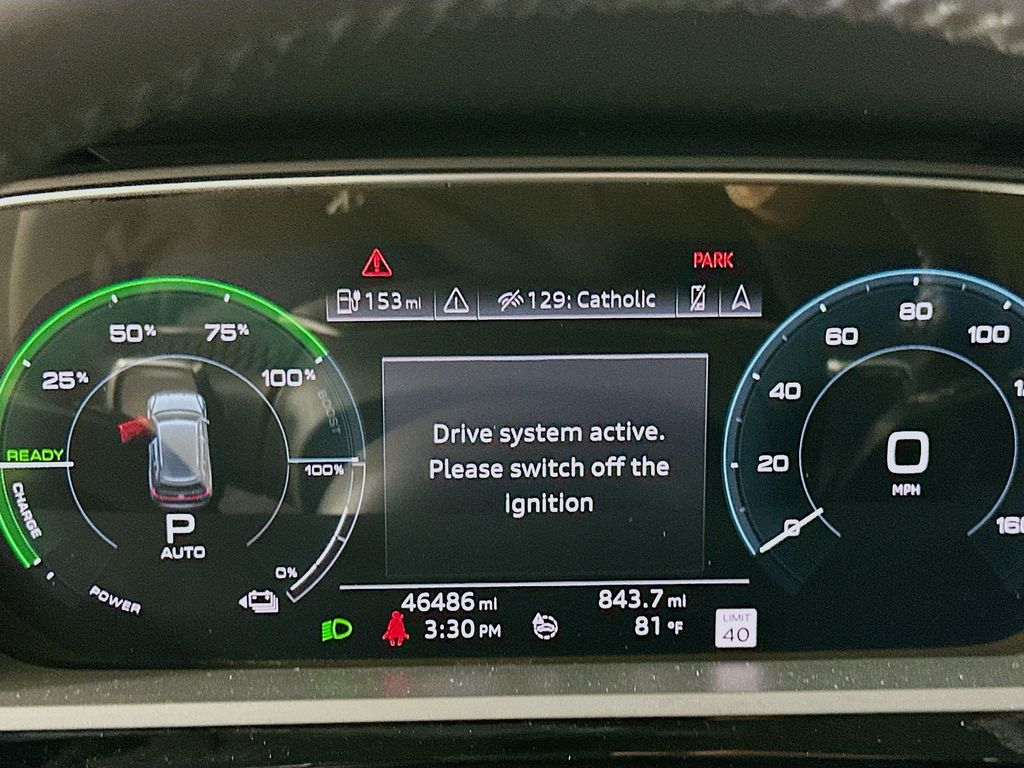 PARK
153 mi
129: Catholic
50%
75%
25%
100%
BOOST
READY
100%
CHARGE
P
AUTO
0%
POWER
Drive system active.
Please switch off the
ignition
80
60
100
40
20
0
0
MPH
160
46486 mi
843.7 mi
3:30 PM
81 °F
LIMIT
40